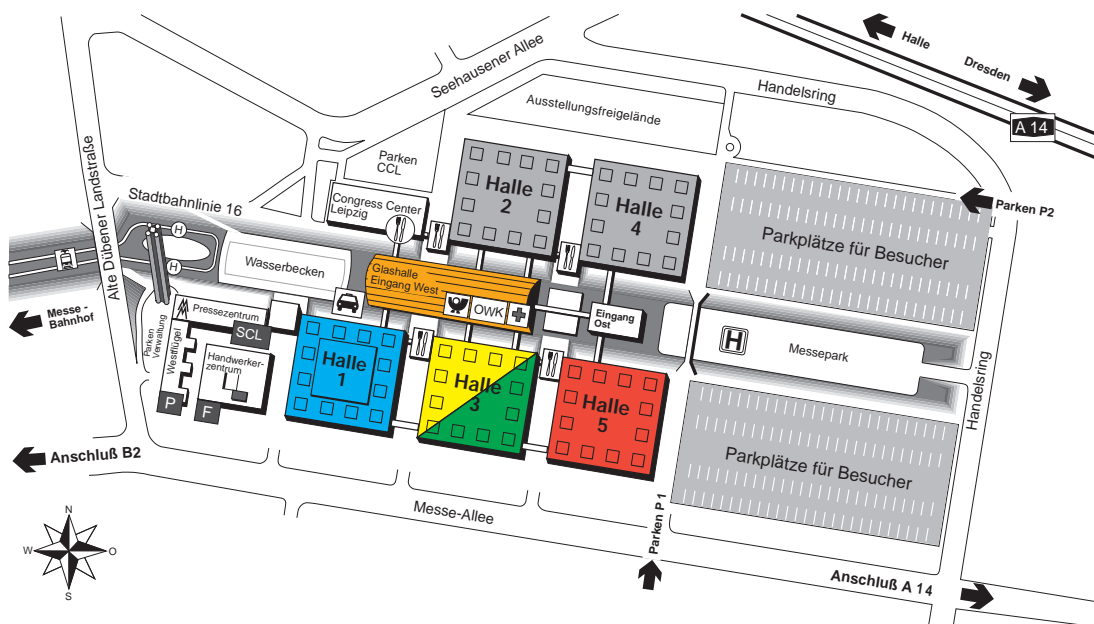 Halle
Dresden
A 14
Seehausener Allee
Handelsring
Ausstellungsfreigelände
Alte Dübener Landstraße
Parken
CCL
Stadtbahnlinie 16
Congress Center
Leipzig
Halle
2
Halle
4
Parken P2
Parkplätze für Besucher
H
H
Wasserbecken
Glashalle
Eingang West
OWK
Eingang
Ost
Messe-
Bahnhof
Pressezentrum
SCL
Parken
Verwaltung
Westflügel
Handwerker-
zentrum
P
F
Halle
1
Halle
3
Halle
5
H
Messepark
Handelsring
Parkplätze für Besucher
Anschluß B2
Messe-Allee
Parken P 1
Anschluß A 14
N
W
O
S